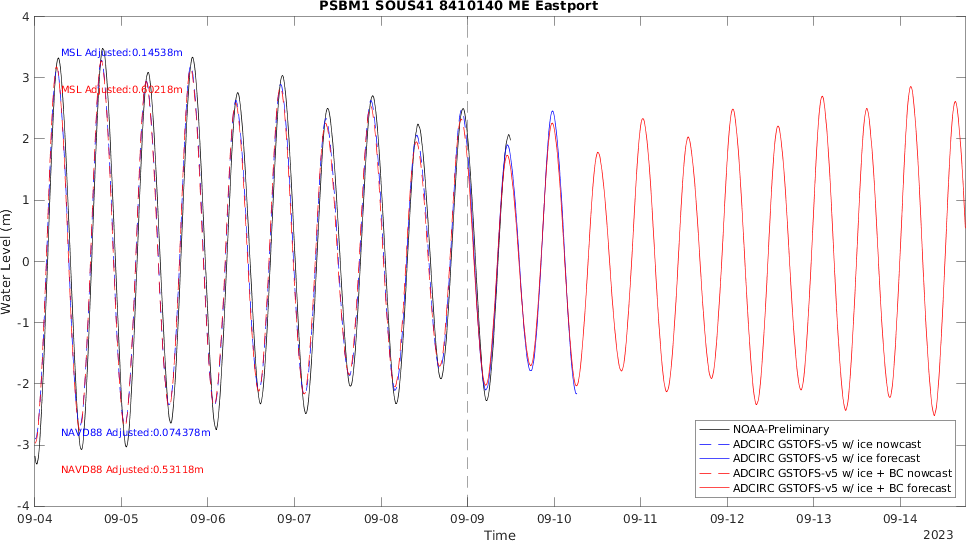 PSBM1 SOUS41 8410140 ME Eastport
MSL Adjusted:0.14538m
MSL Adjusted:0.60218m
NAVD88 Adjusted:0.074378m
NAVD88 Adjusted:0.53118m
Water Level (m)
4
3
2
1
0
-1
-2
-3
-4
NOAA-Preliminary
ADCIRC GSTOFS-v5 w/ ice nowcast
ADCIRC GSTOFS-v5 w/ ice forecast
ADCIRC GSTOFS-v5 w/ ice + BC nowcast
ADCIRC GSTOFS-v5 w/ ice + BC forecast
09-04 09-05 09-06 09-07 09-08 09-09 09-10 09-11 09-12 09-13 09-14
Time
2023